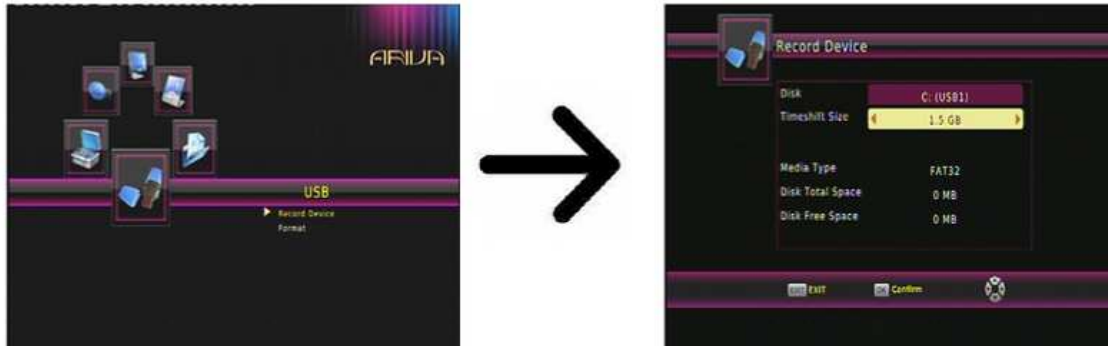 ARIVA
USB
Record Device
Format
Record Device
Disk C: (USB1)
Timeshift Size 1.5 GB
Media Type FAT32
Disk Total Space 0 MB
Disk Free Space 0 MB
EXIT EXIT OK Confirm